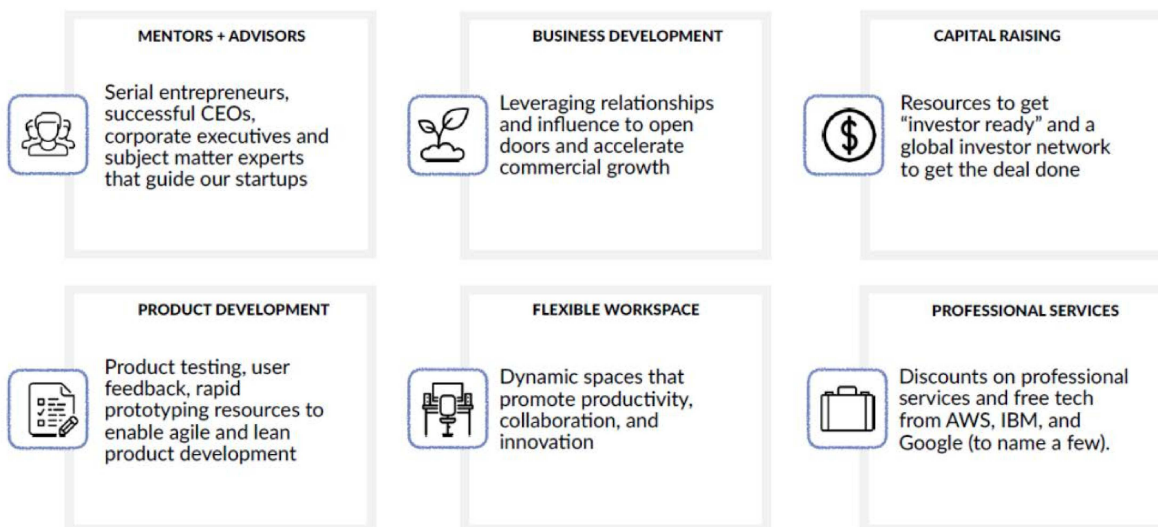 MENTORS + ADVISORS
Serial entrepreneurs,
successful CEOs,
corporate executives and
subject matter experts
that guide our startups
BUSINESS DEVELOPMENT
Leveraging relationships
and influence to open
doors and accelerate
commercial growth
CAPITAL RAISING
Resources to get
“investor ready” and a
global investor network
to get the deal done
PRODUCT DEVELOPMENT
Product testing, user
feedback, rapid
prototyping resources to
enable agile and lean
product development
FLEXIBLE WORKSPACE
Dynamic spaces that
promote productivity,
collaboration, and
innovation
PROFESSIONAL SERVICES
Discounts on professional
services and free tech
from AWS, IBM, and
Google (to name a few).